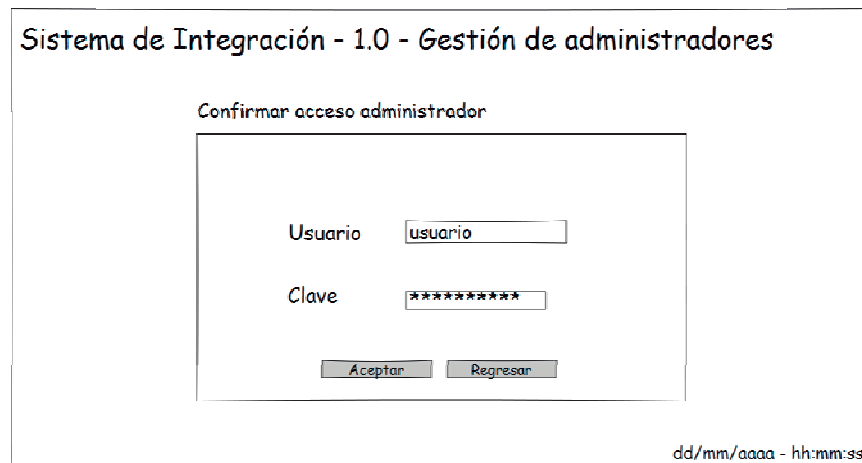 Sistema de Integración - 1.0 - Gestión de administradores
Confirmar acceso administrador
Usuario usuario
Clave **********
Aceptar Regresar
dd/mm/aaaa - hh:mm:ss